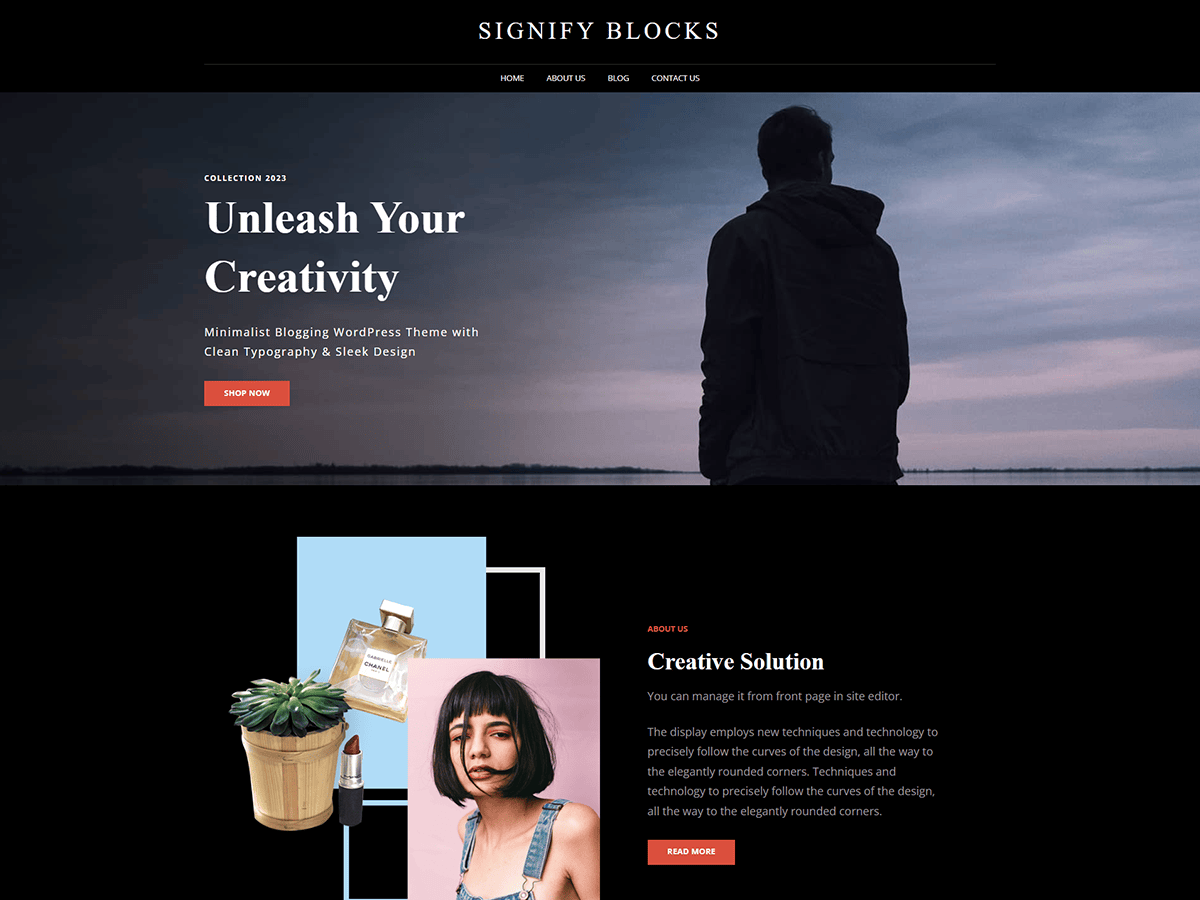 SIGNIFY BLOCKS
HOME ABOUT US BLOG CONTACT US
COLLECTION 2023
Unleash Your
Creativity
Minimalist Blogging WordPress Theme with
Clean Typography & Sleek Design
SHOP NOW
GABRIELLE
CHANEL
ABOUT US
Creative Solution
You can manage it from front page in site editor.
The display employs new techniques and technology to
precisely follow the curves of the design, all the way to
the elegantly rounded corners. Techniques and
technology to precisely follow the curves of the design,
all the way to the elegantly rounded corners.
READ MORE